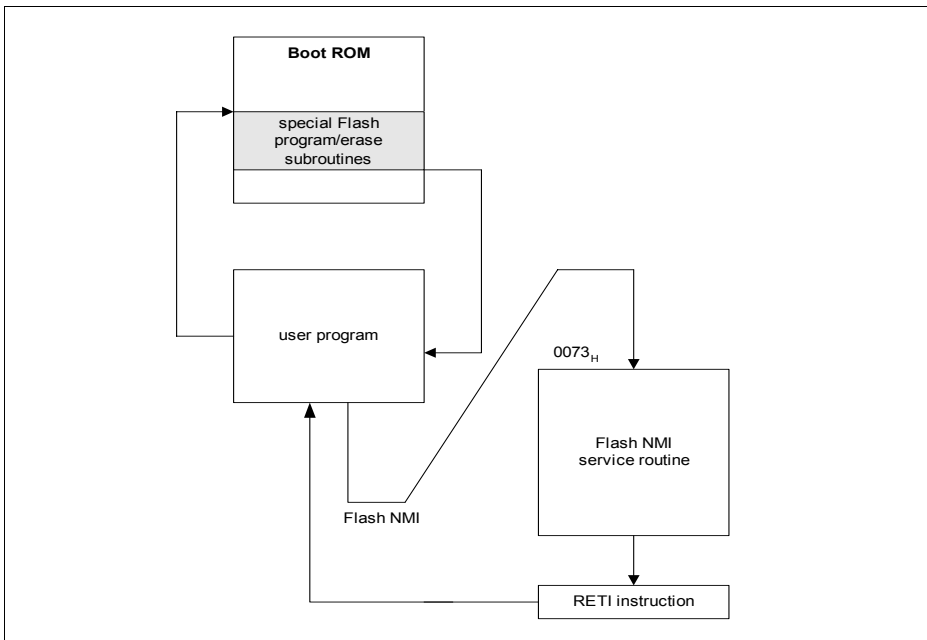 Boot ROM
special Flash
program/erase
subroutines
user program
0073H
Flash NMI
service routine
Flash NMI
RETI instruction